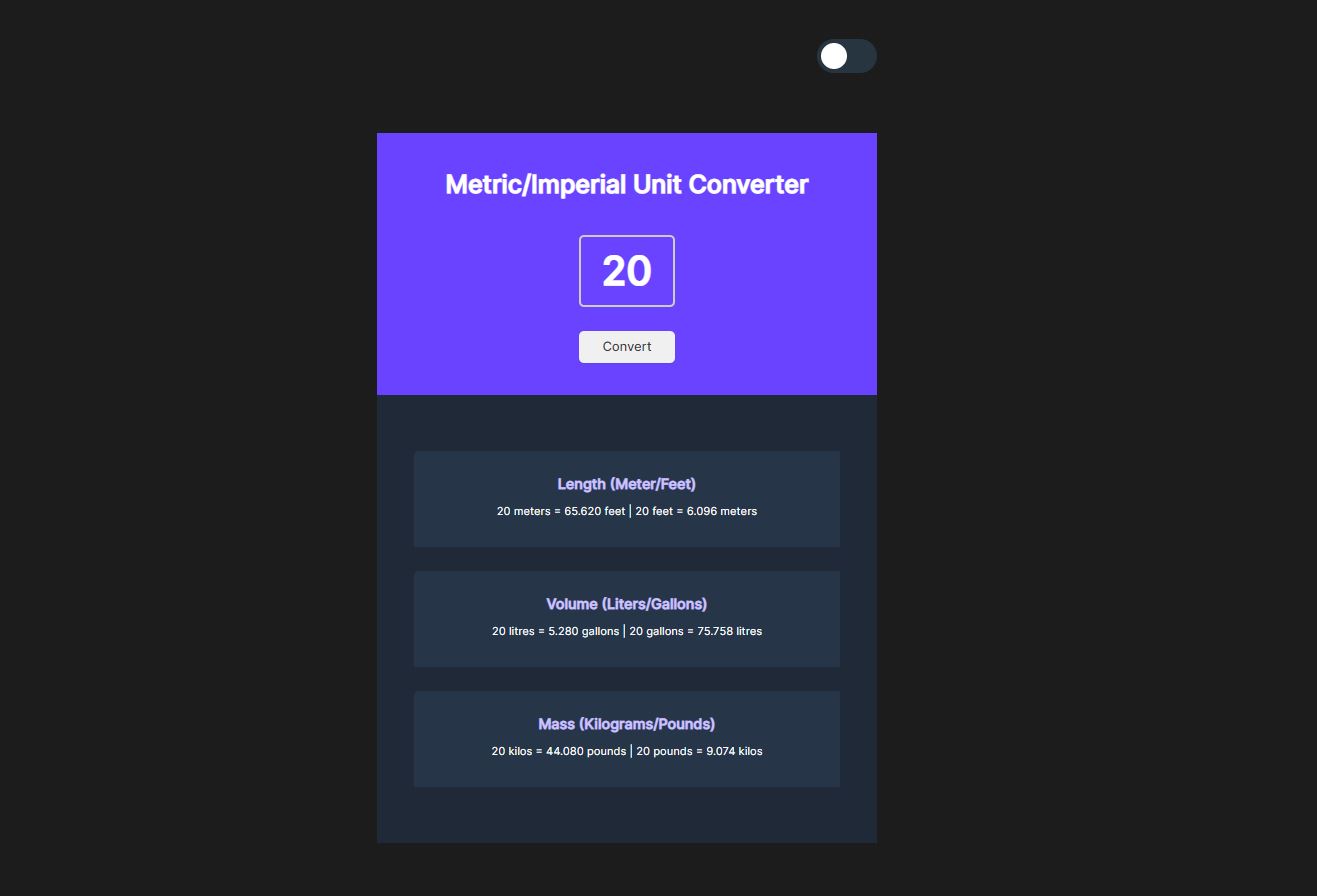 Metric/Imperial Unit Converter
20
Convert
Length (Meter/Feet)
20 meters = 65.620 feet | 20 feet = 6.096 meters
Volume (Liters/Gallons)
20 litres = 5.280 gallons | 20 gallons = 75.758 litres
Mass (Kilograms/Pounds)
20 kilos = 44.080 pounds | 20 pounds = 9.074 kilos